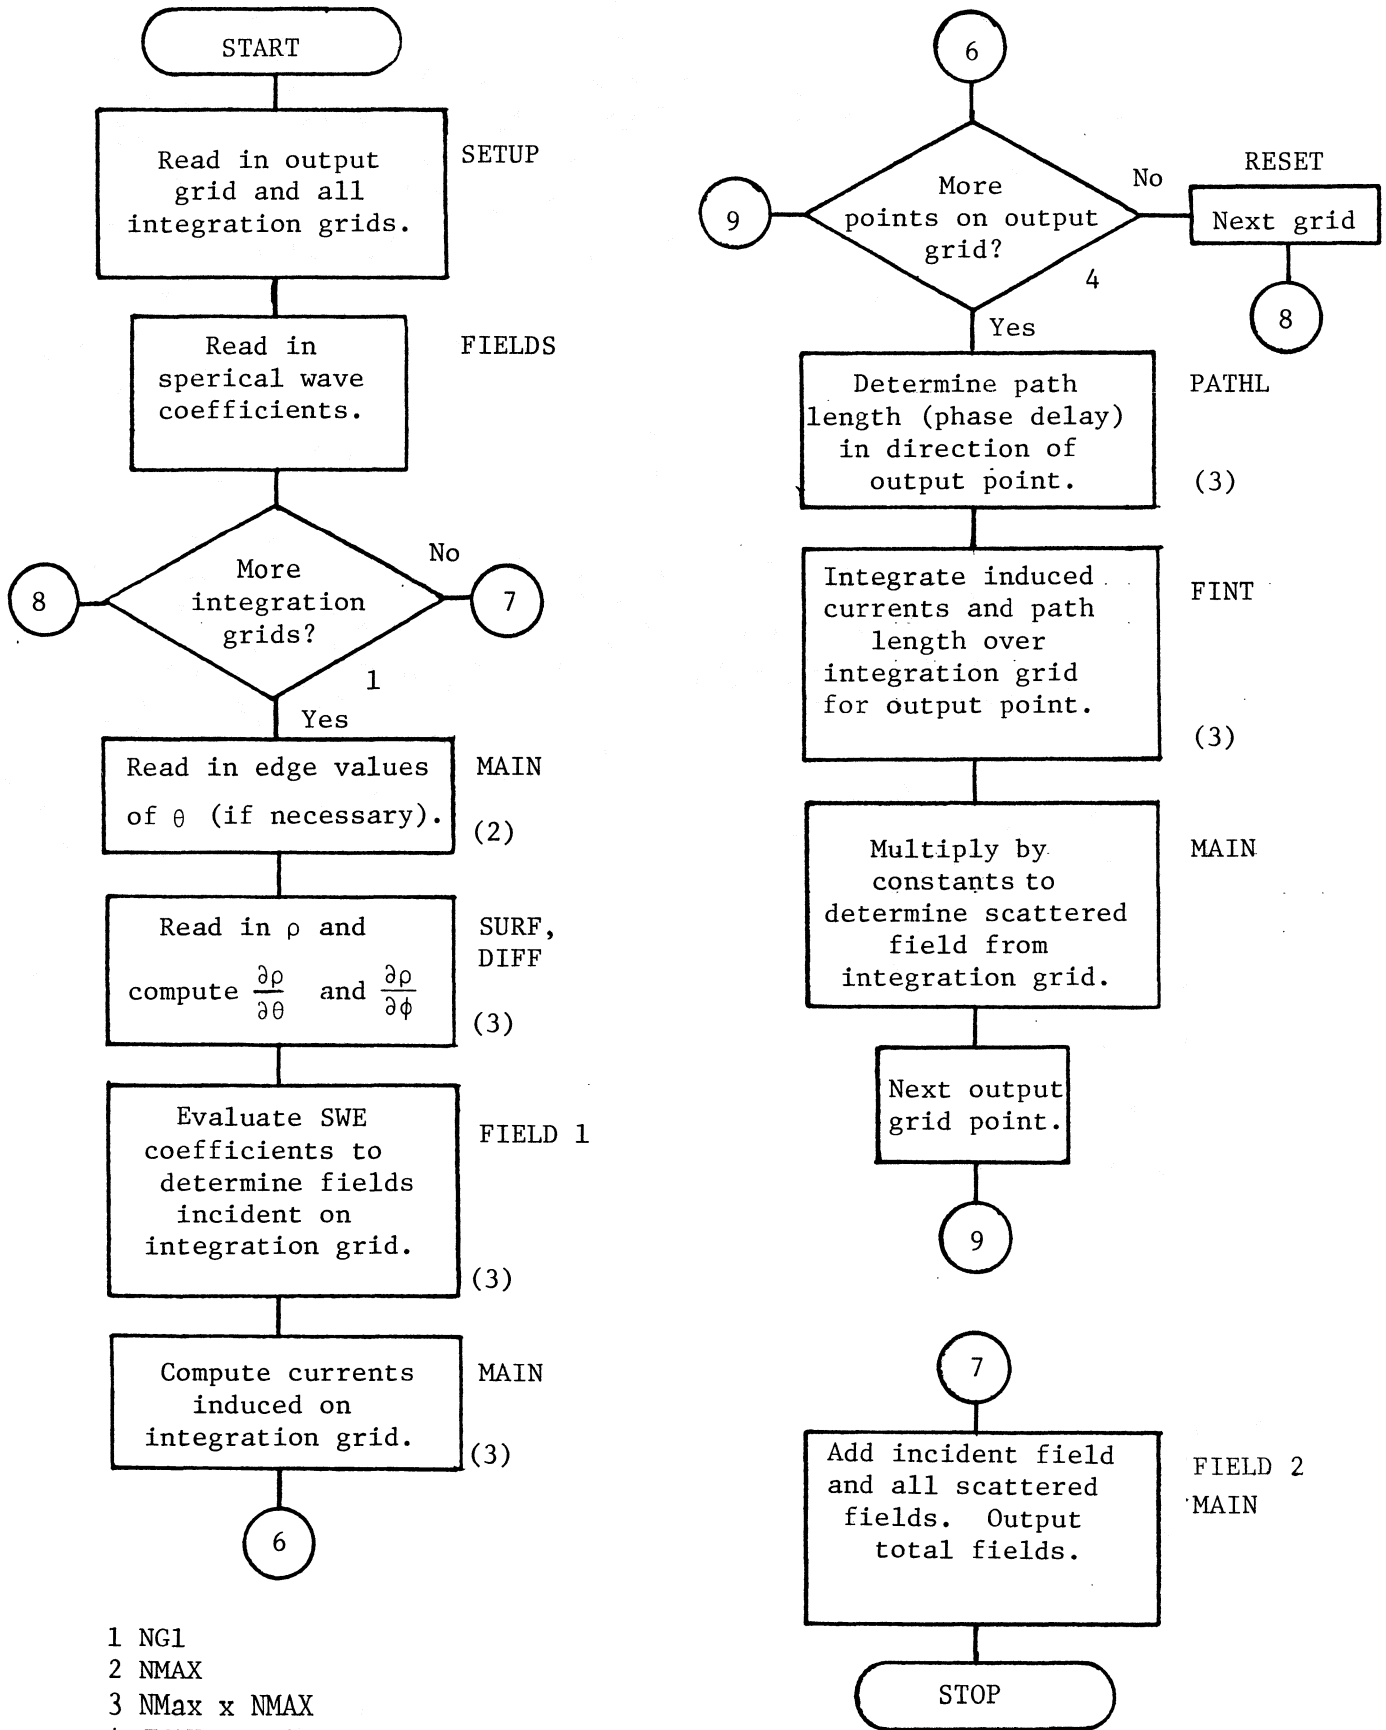 START
Read in output
grid and all
integration grids.
SETUP
Read in
sperical wave
coefficients.
FIELDS
8
More
integration
grids?
No
7
1
Yes
Read in edge values
of θ (if necessary).
MAIN
(2)
Read in ρ and
compute ∂ρ/∂θ and ∂ρ/∂φ
SURF,
DIFF
(3)
Evaluate SWE
coefficients to
determine fields
incident on
integration grid.
FIELD 1
(3)
Compute currents
induced on
integration grid.
MAIN
(3)
6
1 NG1
2 NMAX
3 NMax x NMAX
6
9
More
points on output
grid?
No
RESET
Next grid
8
4
Yes
Determine path
length (phase delay)
in direction of
output point.
PATHL
(3)
Integrate induced
currents and path
length over
integration grid
for output point.
FINT
(3)
Multiply by
constants to
determine scattered
field from
integration grid.
MAIN
Next output
grid point.
9
7
Add incident field
and all scattered
fields. Output
total fields.
FIELD 2
MAIN
STOP